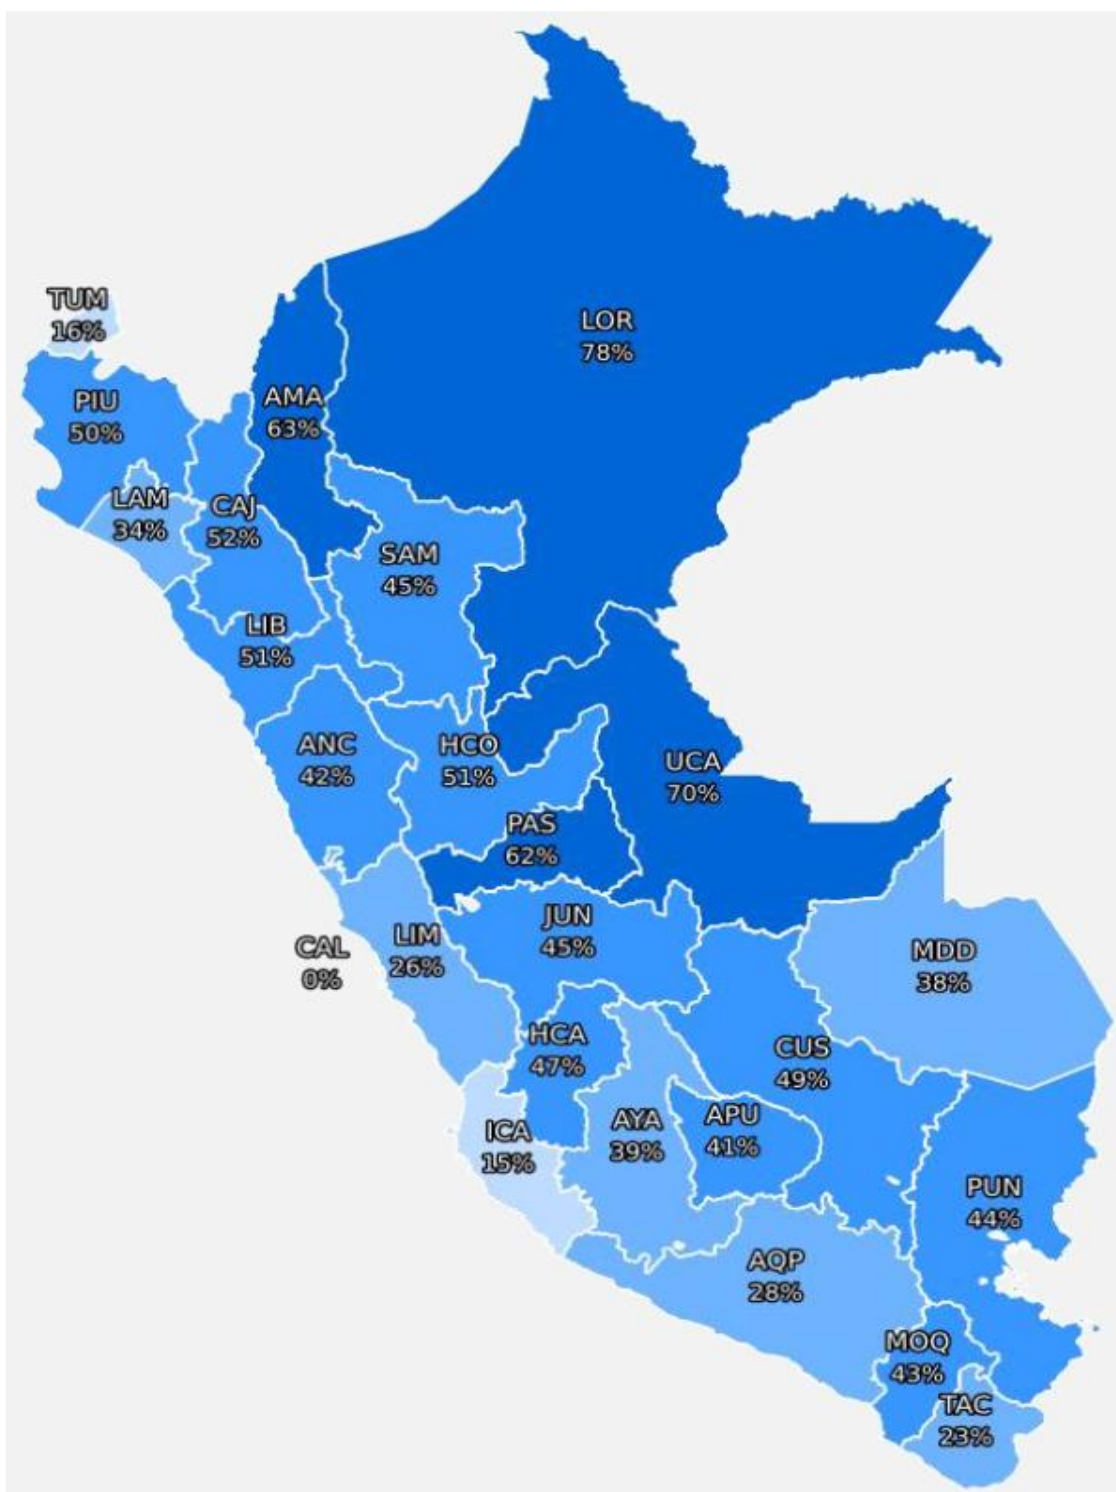 TUM
16%
LOR
78%
PIU
50%
AMA
63%
LAM
34%
CAJ
52%
SAM
45%
LIB
51%
ANC
42%
HCO
51%
UCA
70%
PAS
62%
JUN
45%
CAL
0%
LIM
26%
MDD
38%
HCA
47%
CUS
49%
ICA
15%
AYA
39%
APU
41%
PUN
44%
AQP
28%
MOQ
43%
TAC
23%